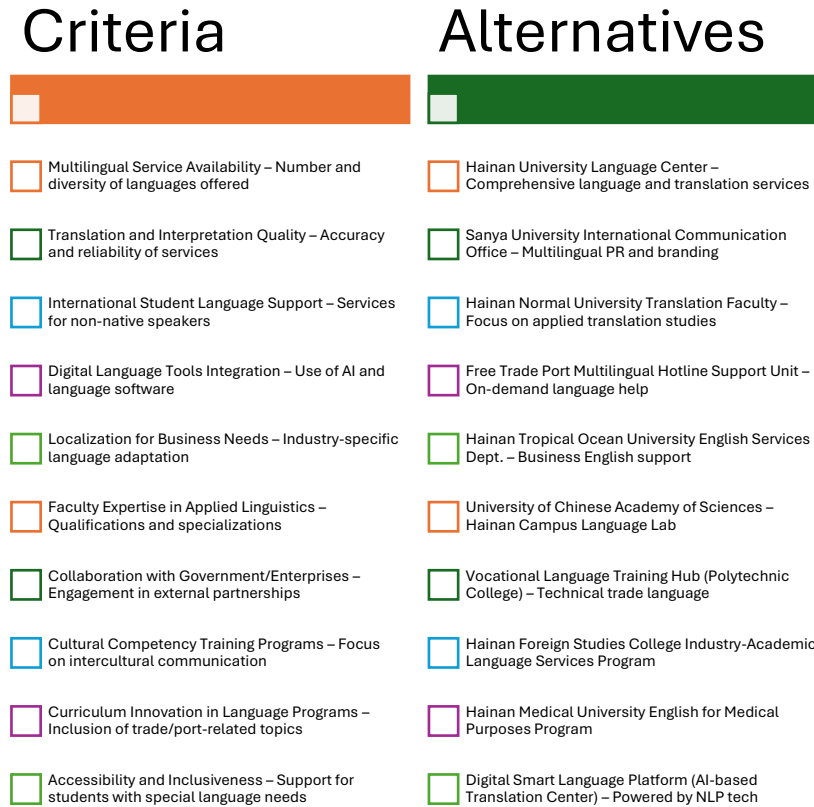 Criteria
Multilingual Service Availability – Number and
diversity of languages offered
Translation and Interpretation Quality – Accuracy
and reliability of services
International Student Language Support – Services
for non-native speakers
Digital Language Tools Integration – Use of AI and
language software
Localization for Business Needs – Industry-specific
language adaptation
Faculty Expertise in Applied Linguistics –
Qualifications and specializations
Collaboration with Government/Enterprises –
Engagement in external partnerships
Cultural Competency Training Programs – Focus
on intercultural communication
Curriculum Innovation in Language Programs –
Inclusion of trade/port-related topics
Accessibility and Inclusiveness – Support for
students with special language needs
Alternatives
Hainan University Language Center –
Comprehensive language and translation services
Sanya University International Communication
Office – Multilingual PR and branding
Hainan Normal University Translation Faculty –
Focus on applied translation studies
Free Trade Port Multilingual Hotline Support Unit –
On-demand language help
Hainan Tropical Ocean University English Services
Dept. – Business English support
University of Chinese Academy of Sciences –
Hainan Campus Language Lab
Vocational Language Training Hub (Polytechnic
College) – Technical trade language
Hainan Foreign Studies College Industry-Academic
Language Services Program
Hainan Medical University English for Medical
Purposes Program
Digital Smart Language Platform (AI-based
Translation Center) – Powered by NLP tech